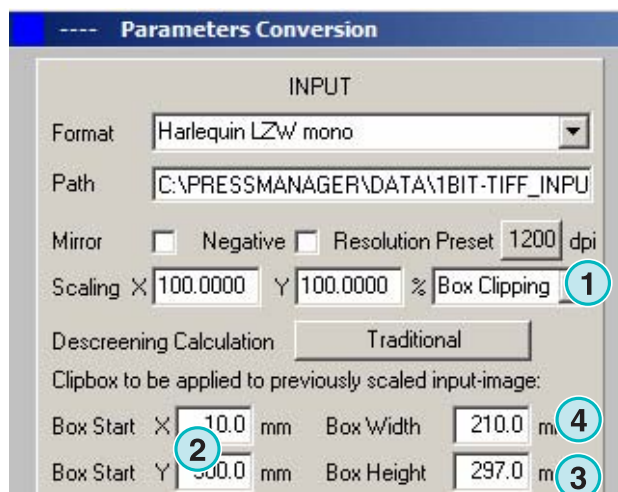 ---- Parameters Conversion
INPUT
Format Harlequin LZW mono
Path C:\PRESSMANAGER\DATA\1BIT-TIFF_INPU
Mirror Negative Resolution Preset 1200 dpi
Scaling X 100.0000 Y 100.0000 % Box Clipping 1
Descreening Calculation Traditional
Clipbox to be applied to previously scaled input-image:
Box Start X 10.0 mm Box Width 210.0 4
2
Box Start Y mm Box Height 297.0 3